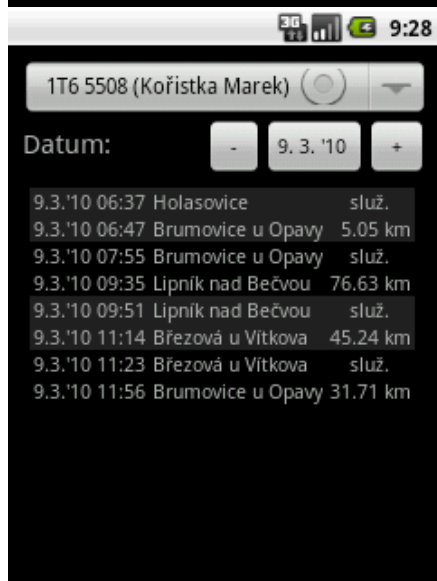 3G 9:28
1T6 5508 (Kořistka Marek)
Datum: - 9. 3. '10 +
9.3.'10 06:37 Holasovice služ.
9.3.'10 06:47 Brumovice u Opavy 5.05 km
9.3.'10 07:55 Brumovice u Opavy služ.
9.3.'10 09:35 Lipník nad Bečvou 76.63 km
9.3.'10 09:51 Lipník nad Bečvou služ.
9.3.'10 11:14 Březová u Vítkova 45.24 km
9.3.'10 11:23 Březová u Vítkova služ.
9.3.'10 11:56 Brumovice u Opavy 31.71 km